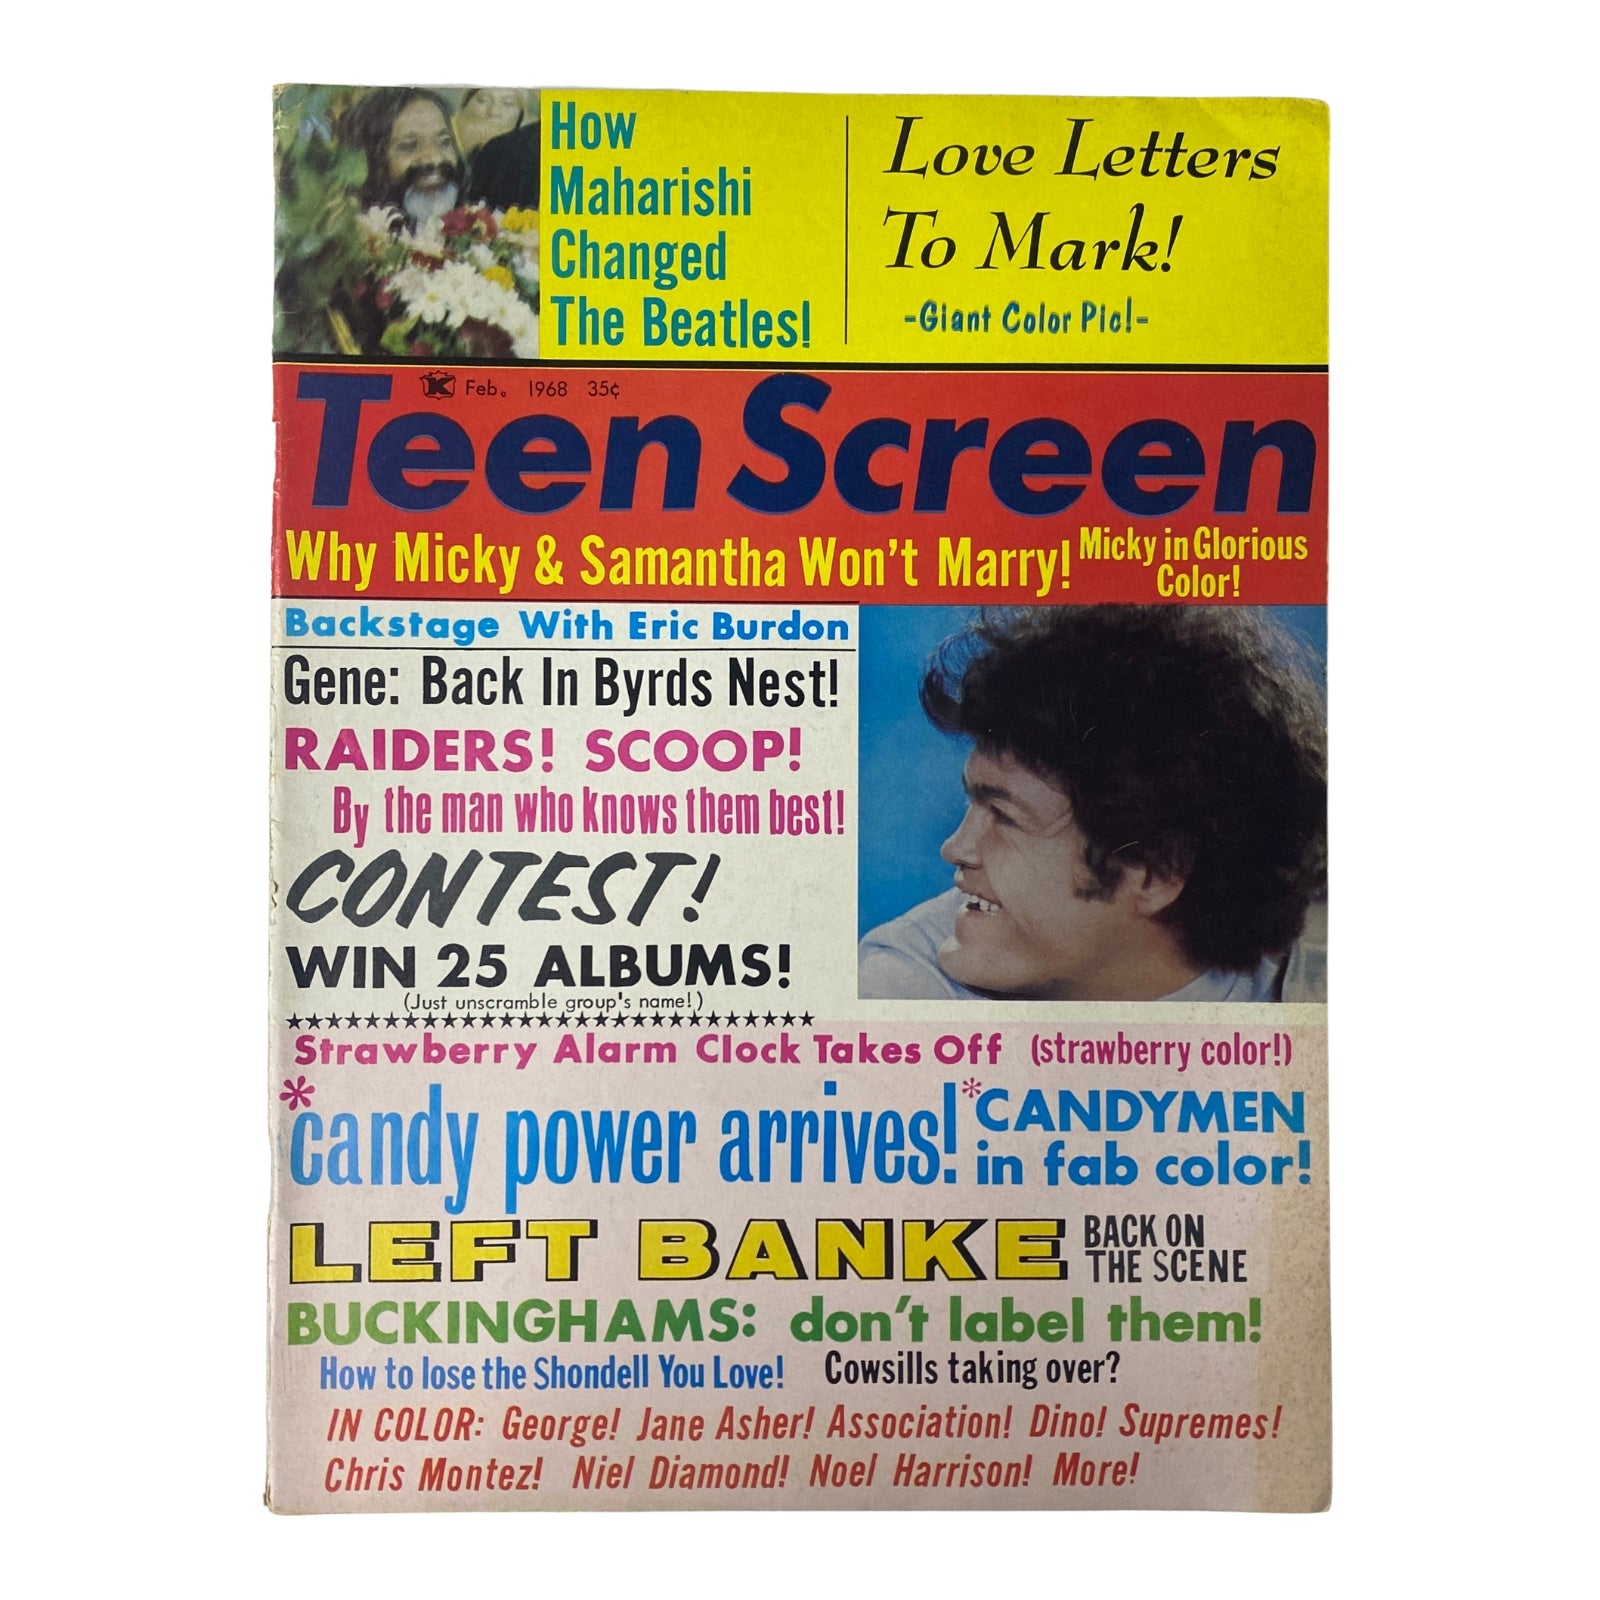 How
Maharishi
Changed
The Beatles!
Love Letters
To Mark!
-Giant Color Pic!-
K Feb. 1968 35¢
Teen Screen
Why Micky & Samantha Won't Marry!
Micky in Glorious
Color!
Backstage With Eric Burdon
Gene: Back In Byrds Nest!
RAIDERS! SCOOP!
By the man who knows them best!
CONTEST!
WIN 25 ALBUMS!
(Just unscramble group's name!)
Strawberry Alarm Clock Takes Off (strawberry color!)
*candy power arrives!
*CANDYMEN
in fab color!
LEFT BANKE
BACK ON
THE SCENE
BUCKINGHAMS: don't label them!
How to lose the Shondell You Love! Cowsills taking over?
IN COLOR: George! Jane Asher! Association! Dino! Supremes!
Chris Montez! Niel Diamond! Noel Harrison! More!